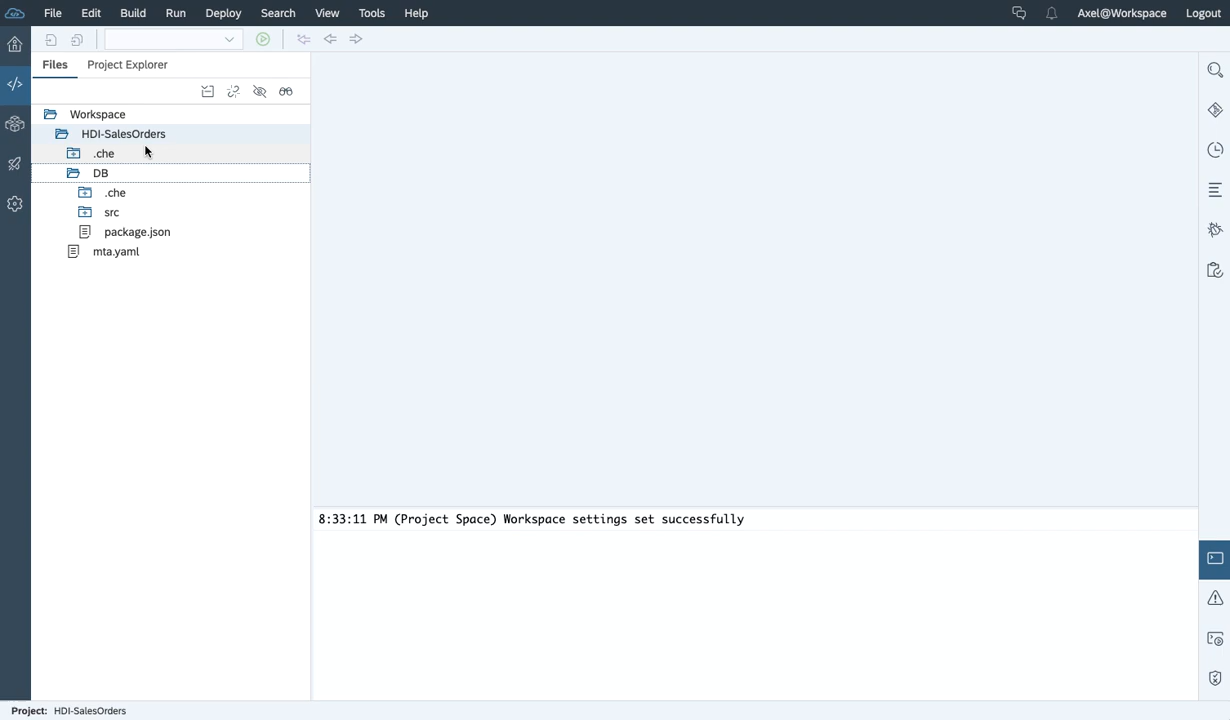 File Edit Build Run Deploy Search View Tools Help Axel@Workspace Logout
Files Project Explorer
Workspace
HDI-SalesOrders
.che
DB
.che
src
package.json
mta.yaml
8:33:11 PM (Project Space) Workspace settings set successfully
Project: HDI-SalesOrders